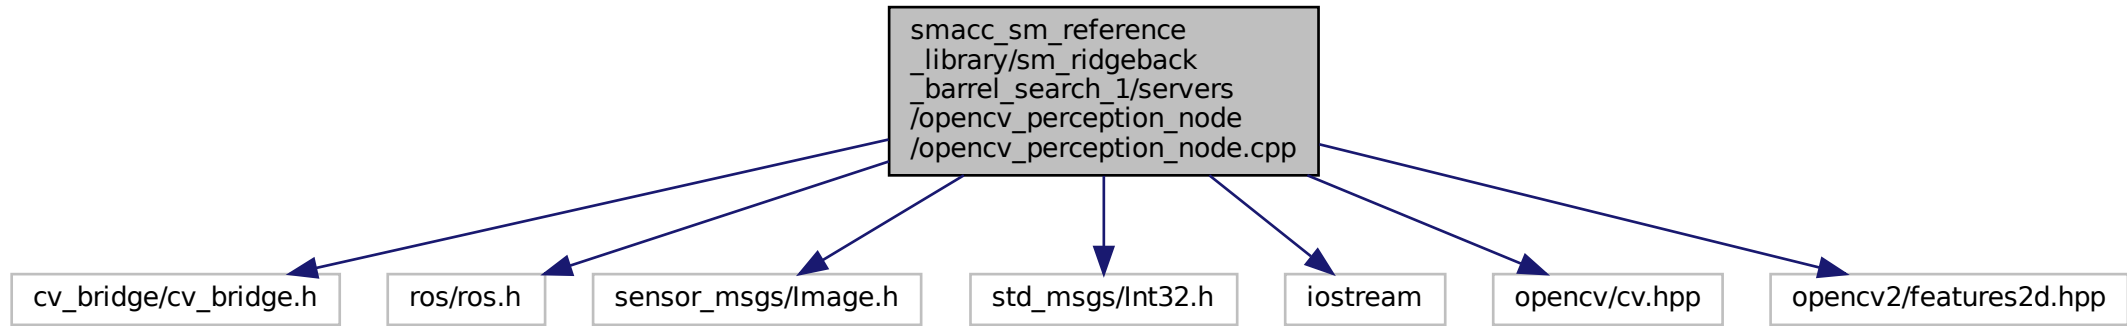 smacc_sm_reference
_library/sm_ridgeback
_barrel_search_1/servers
/opencv_perception_node
/opencv_perception_node.cpp
cv_bridge/cv_bridge.h
ros/ros.h
sensor_msgs/Image.h
std_msgs/Int32.h
iostream
opencv/cv.hpp
opencv2/features2d.hpp